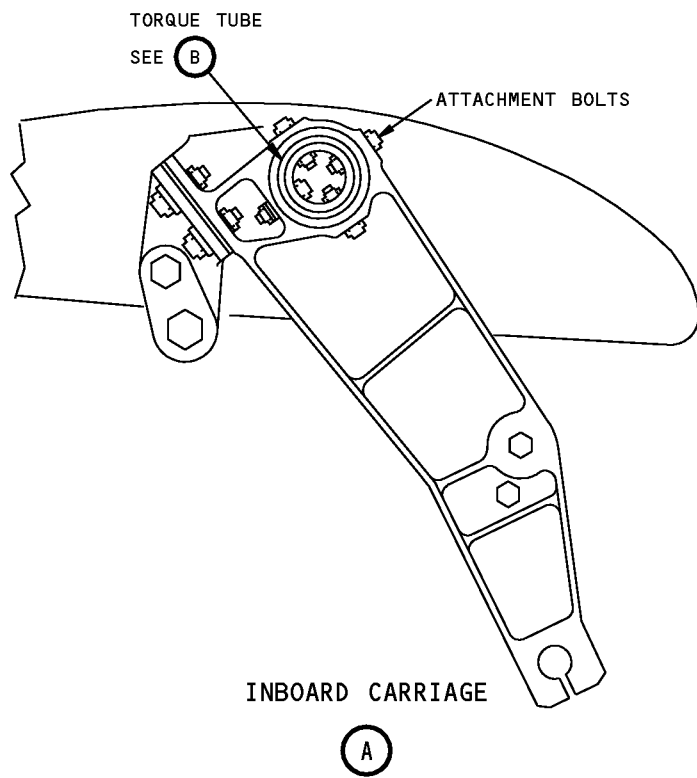 TORQUE TUBE
SEE B
ATTACHMENT BOLTS
INBOARD CARRIAGE
A